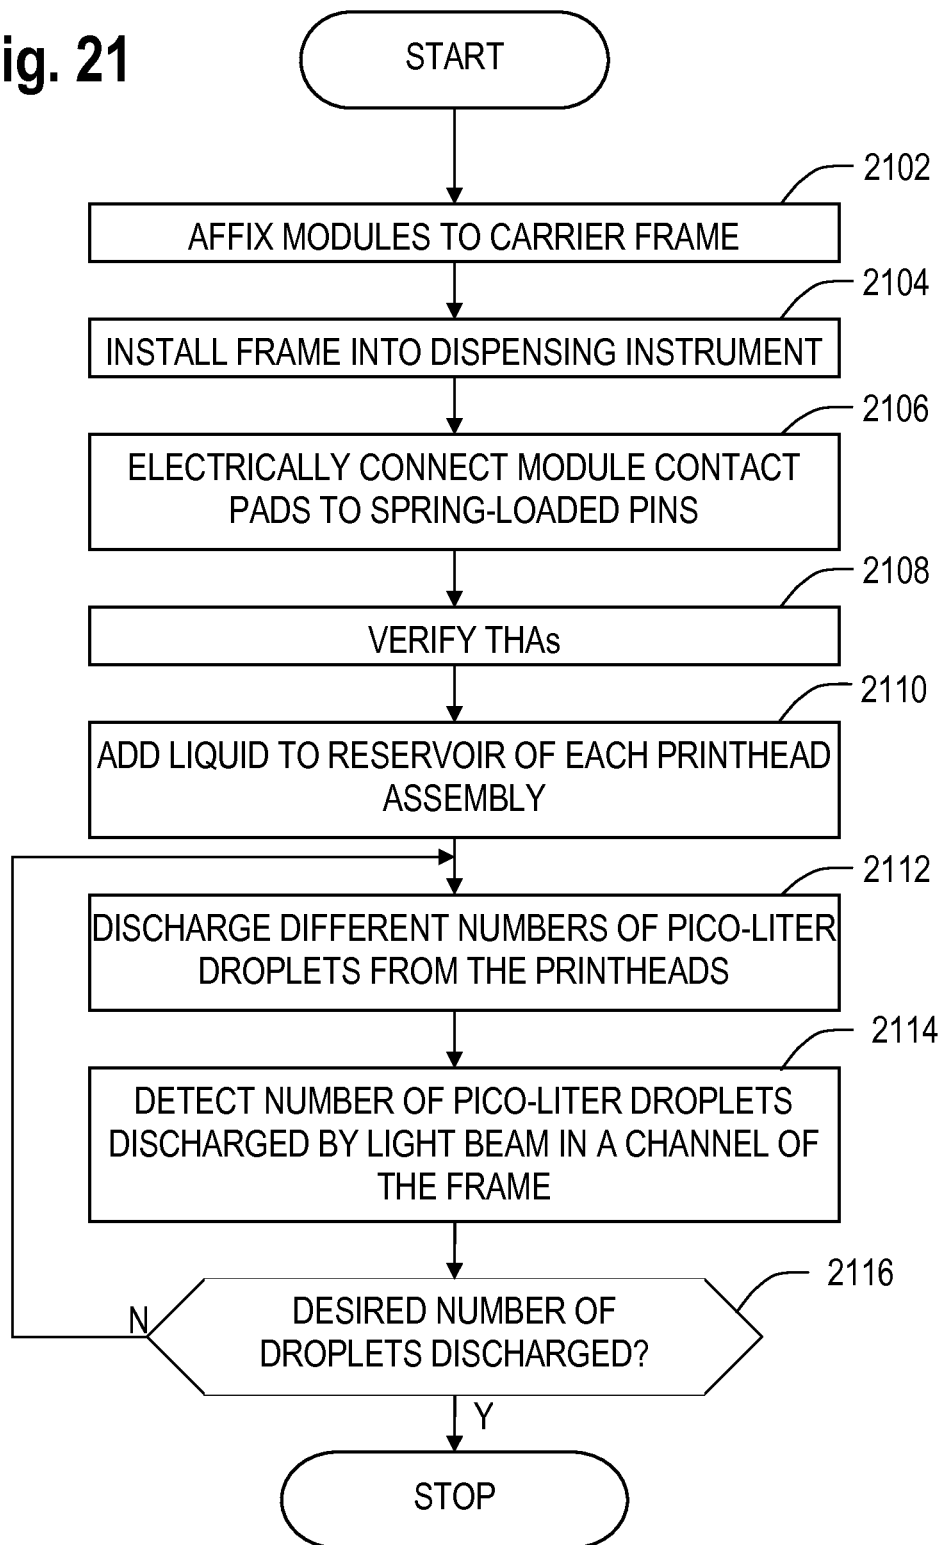 ig. 21
START
2102
AFFIX MODULES TO CARRIER FRAME
2104
INSTALL FRAME INTO DISPENSING INSTRUMENT
2106
ELECTRICALLY CONNECT MODULE CONTACT
PADS TO SPRING-LOADED PINS
2108
VERIFY THAs
2110
ADD LIQUID TO RESERVOIR OF EACH PRINTHEAD
ASSEMBLY
2112
DISCHARGE DIFFERENT NUMBERS OF PICO-LITER
DROPLETS FROM THE PRINTHEADS
2114
DETECT NUMBER OF PICO-LITER DROPLETS
DISCHARGED BY LIGHT BEAM IN A CHANNEL OF
THE FRAME
2116
N
DESIRED NUMBER OF
DROPLETS DISCHARGED?
Y
STOP